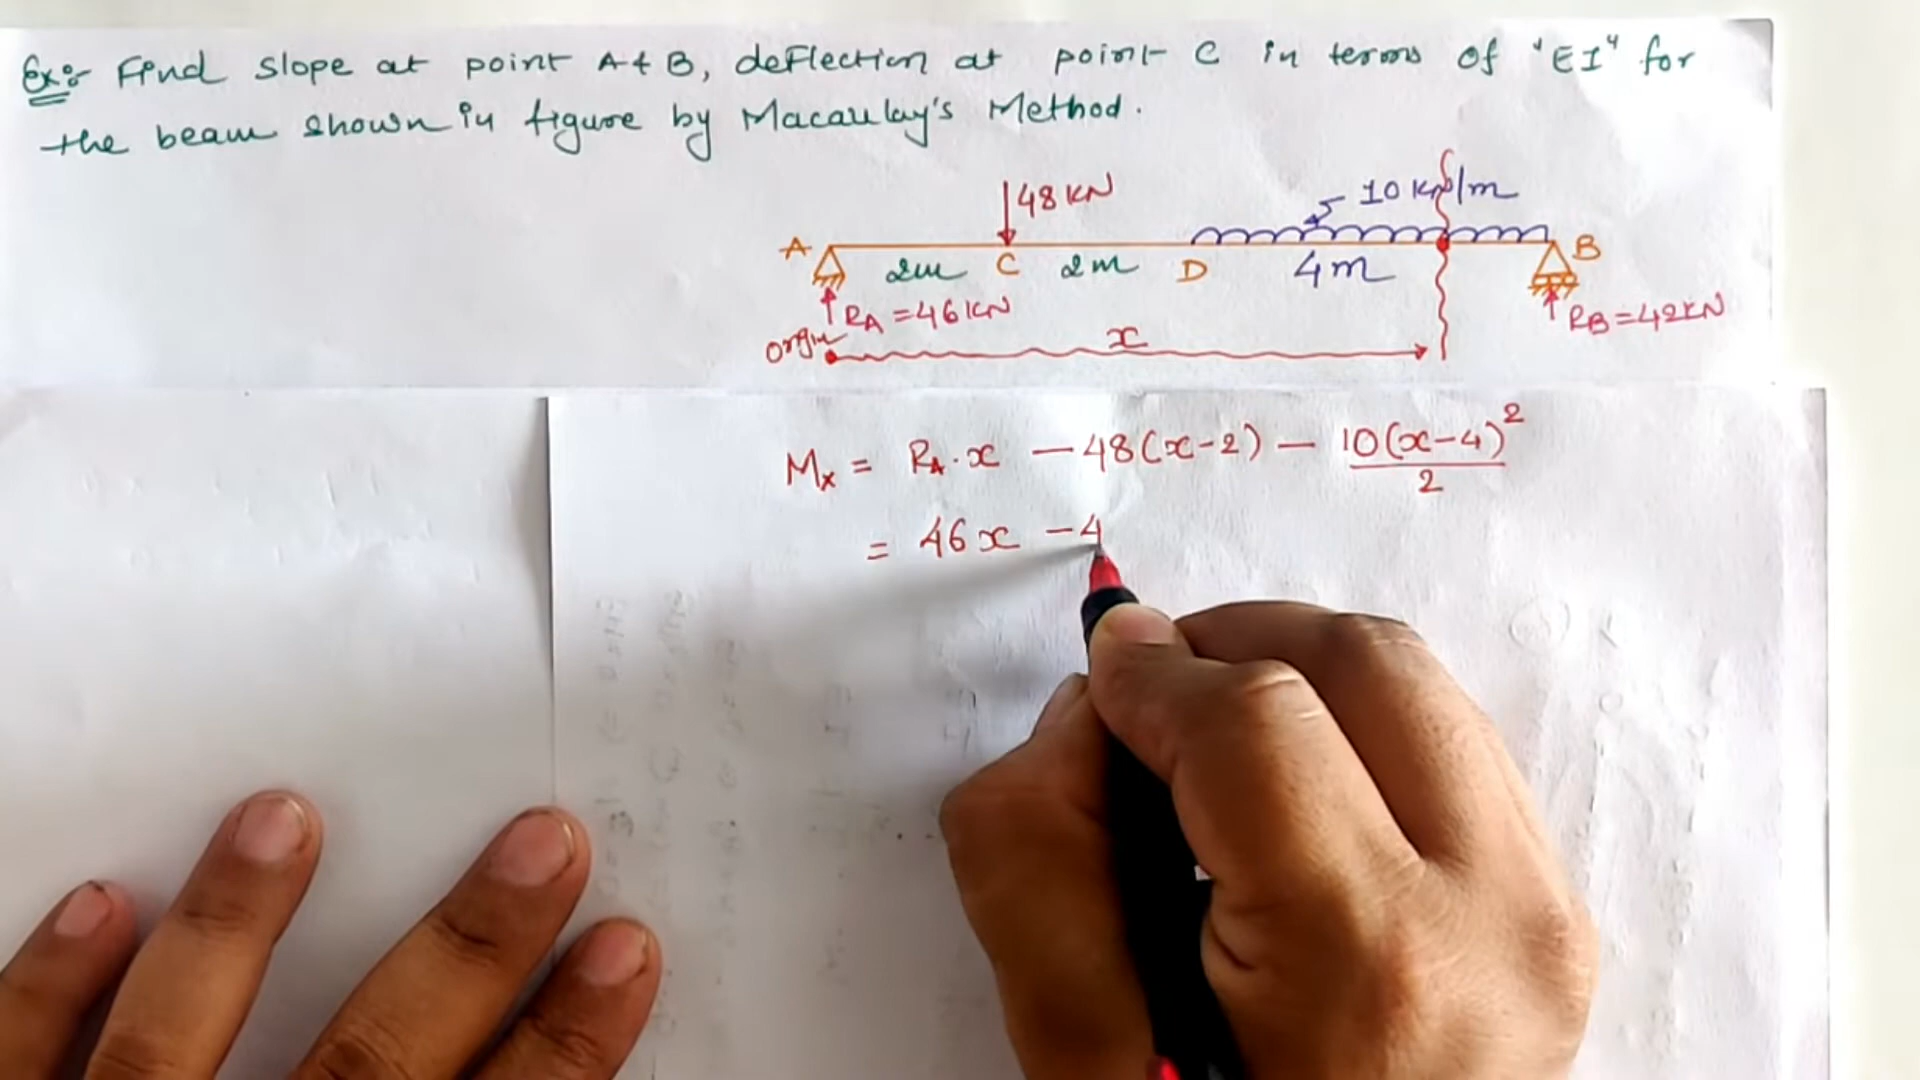 Ex:- Find slope at point A & B, deflection at point C in terms of "EI" for
the beam shown in figure by Macaulay's Method.
48 KN
10 KN/m
A
C
D
B
2m
2m
4m
RA = 46 KN
RB = 42 KN
Origin
x
Mx = RA.x - 48(x-2) - 10(x-4)²/2
= 46x - 4